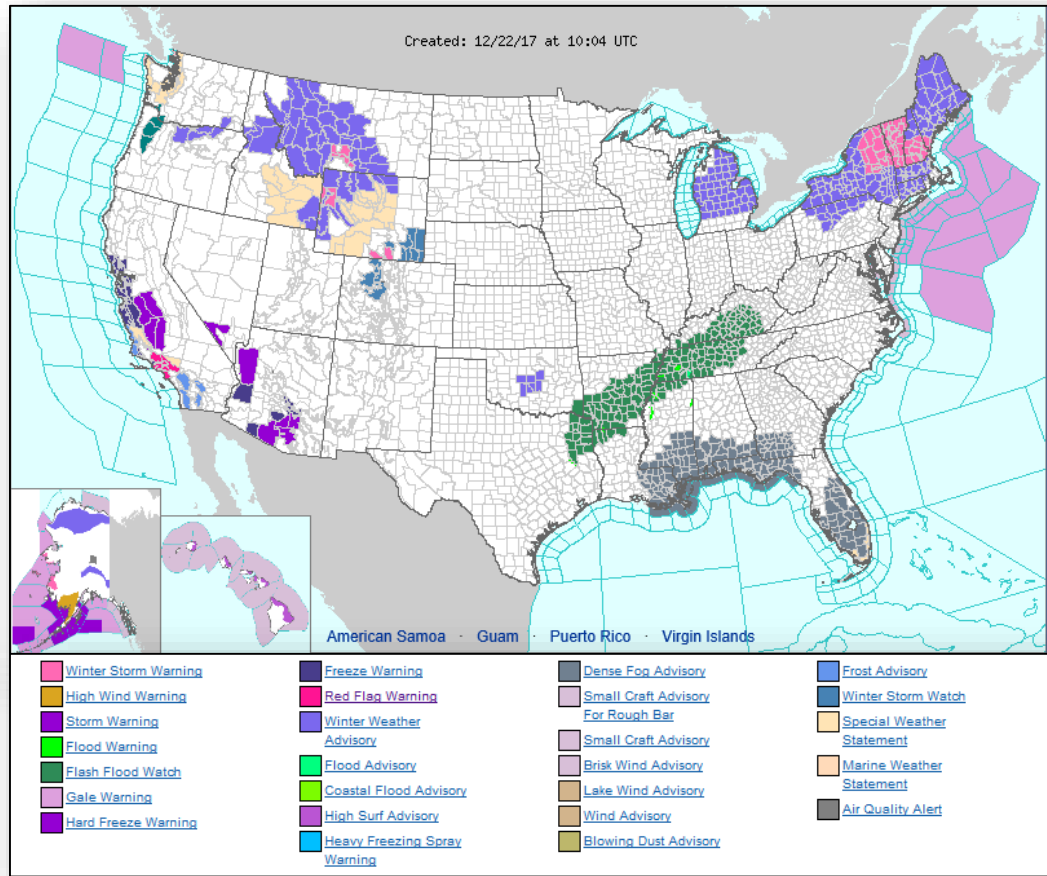 Created: 12/22/17 at 10:04 UTC
American Samoa · Guam · Puerto Rico · Virgin Islands
Winter Storm Warning
High Wind Warning
Storm Warning
Flood Warning
Flash Flood Watch
Gale Warning
Hard Freeze Warning
Freeze Warning
Red Flag Warning
Winter Weather
Advisory
Flood Advisory
Coastal Flood Advisory
High Surf Advisory
Heavy Freezing Spray
Warning
Dense Fog Advisory
Small Craft Advisory
For Rough Bar
Small Craft Advisory
Brisk Wind Advisory
Lake Wind Advisory
Wind Advisory
Blowing Dust Advisory
Frost Advisory
Winter Storm Watch
Special Weather
Statement
Marine Weather
Statement
Air Quality Alert